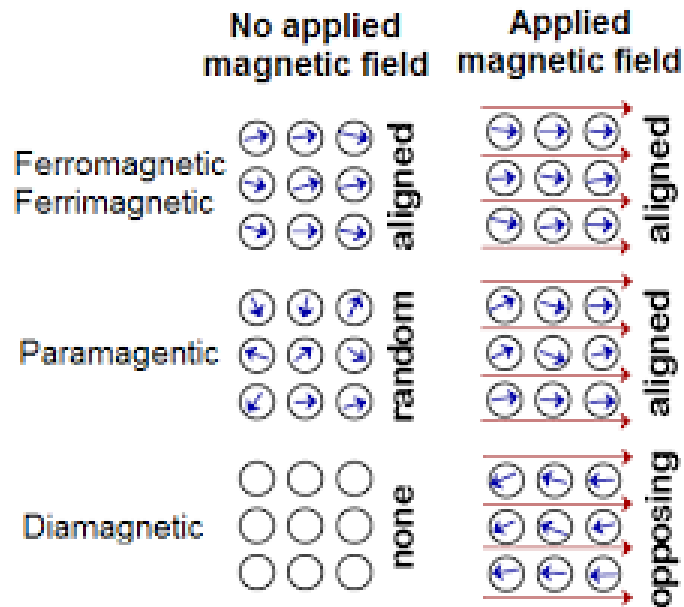 No applied
magnetic field
Applied
magnetic field
Ferromagnetic
Ferrimagnetic
aligned
aligned
Paramagentic
random
aligned
Diamagnetic
none
opposing